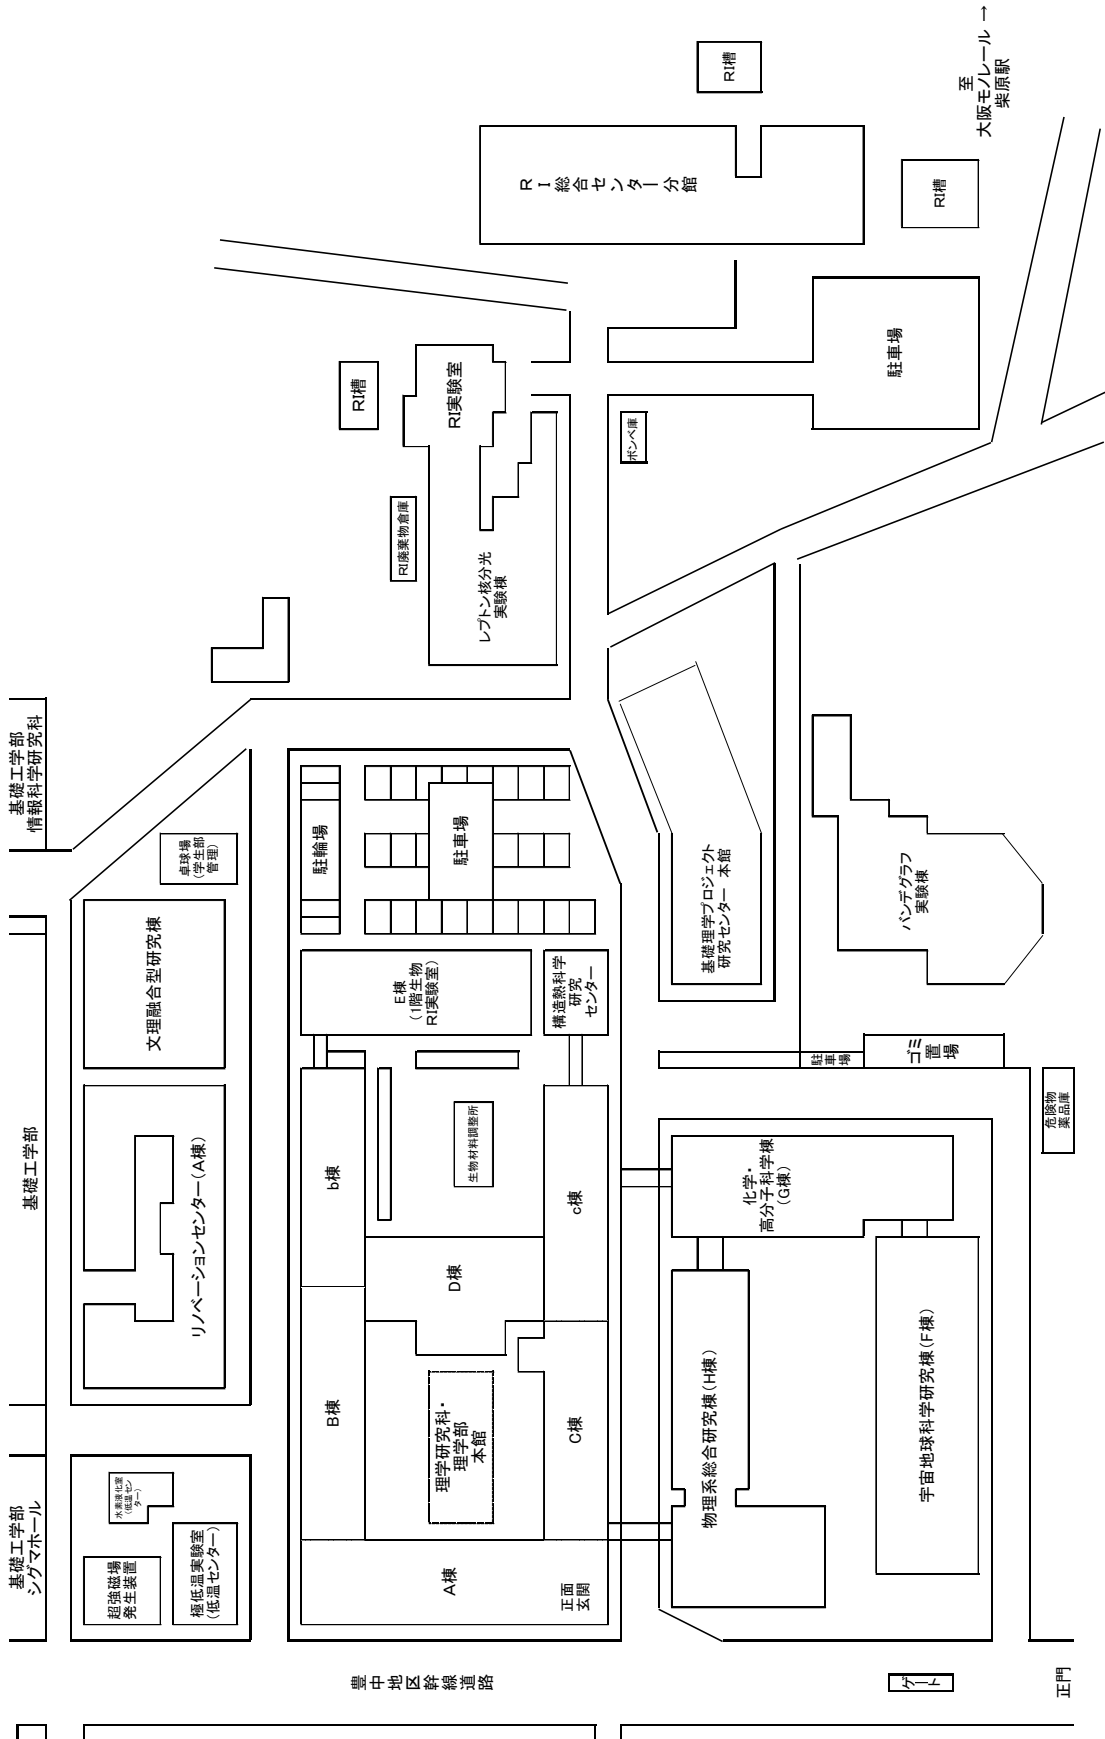 至
大阪モノレール →
柴原駅
RI槽
RI総合センター分館
RI槽
駐車場
RI槽
RI実験室
ボンベ庫
RI廃棄物倉庫
レプトン核分光
実験棟
基礎工学部
情報科学研究科
卓球場
(学生部
管理)
駐輪場
駐車場
基礎理学プロジェクト
研究センター 本館
バンデグラフ
実験棟
文理融合型研究棟
E棟
(1階生物
RI実験室)
構造熱科学
研究
センター
駐車場
ゴミ
置場
危険物
薬品庫
基礎工学部
リノベーションセンター(A棟)
b棟
生物材料調整所
c棟
化学・
高分子科学棟
(G棟)
D棟
B棟
理学研究科・
理学部
本館
C棟
物理系総合研究棟(H棟)
宇宙地球科学研究棟(F棟)
基礎工学部
シグマホール
水素液化室
(低温セン
ター)
超強磁場
発生装置
極低温実験室
(低温センター)
A棟
正面
玄関
豊中地区幹線道路
ゲート
正門